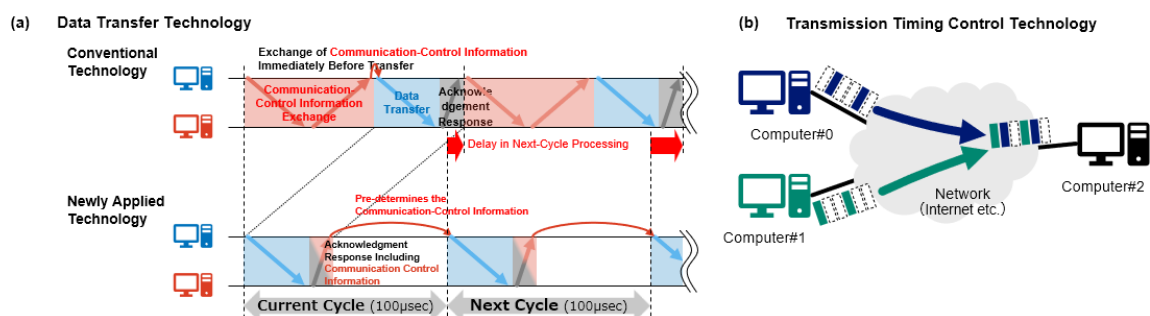 (a) Data Transfer Technology
Conventional
Technology
Exchange of Communication-Control Information
Immediately Before Transfer
Communication-
Control Information
Exchange
Data
Transfer
Acknowle
dgement
Response
Delay in Next-Cycle Processing
Newly Applied
Technology
Pre-determines the
Communication-Control Information
Acknowledgment
Response Including
Communication Control
Information
Current Cycle (100μsec)
Next Cycle (100μsec)
(b) Transmission Timing Control Technology
Computer#0
Computer#1
Network
(Internet etc.)
Computer#2